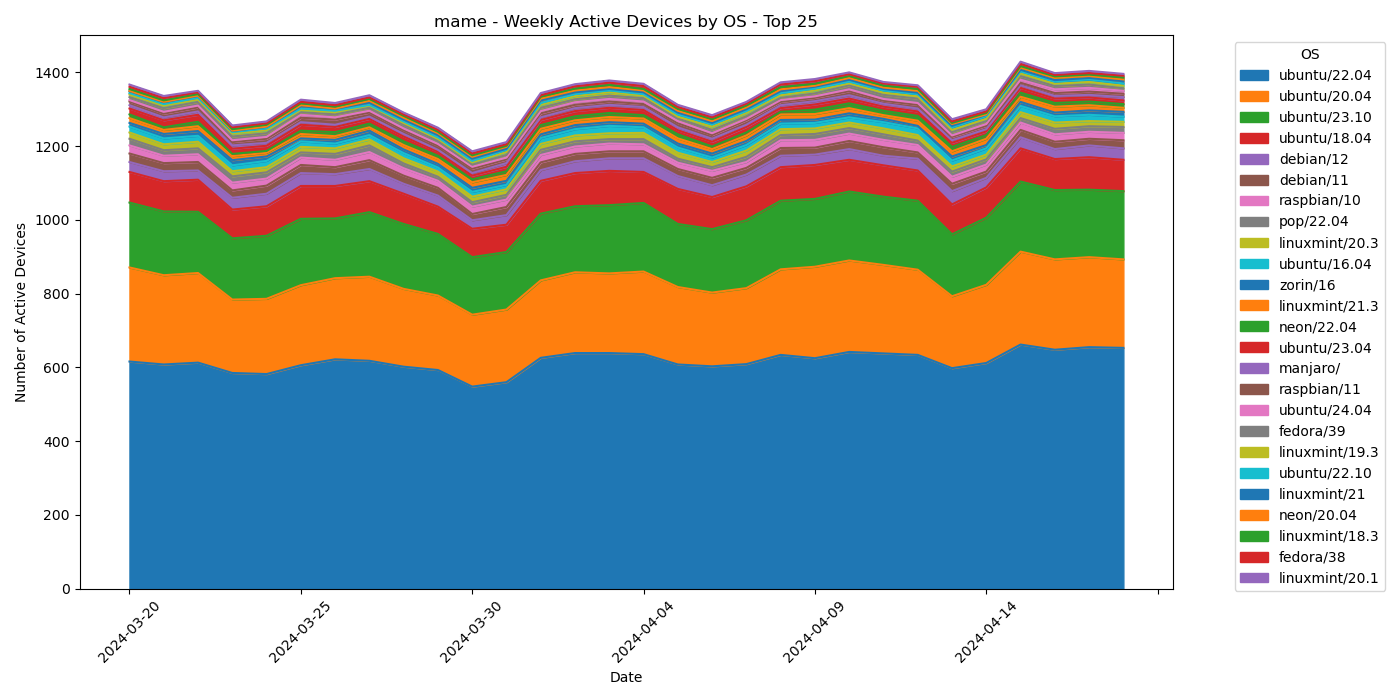 mame - Weekly Active Devices by OS - Top 25
Number of Active Devices
1400
1200
1000
800
600
400
200
0
2024-03-20
2024-03-25
2024-03-30
2024-04-04
2024-04-09
2024-04-14
Date
OS
ubuntu/22.04
ubuntu/20.04
ubuntu/23.10
ubuntu/18.04
debian/12
debian/11
raspbian/10
pop/22.04
linuxmint/20.3
ubuntu/16.04
zorin/16
linuxmint/21.3
neon/22.04
ubuntu/23.04
manjaro/
raspbian/11
ubuntu/24.04
fedora/39
linuxmint/19.3
ubuntu/22.10
linuxmint/21
neon/20.04
linuxmint/18.3
fedora/38
linuxmint/20.1